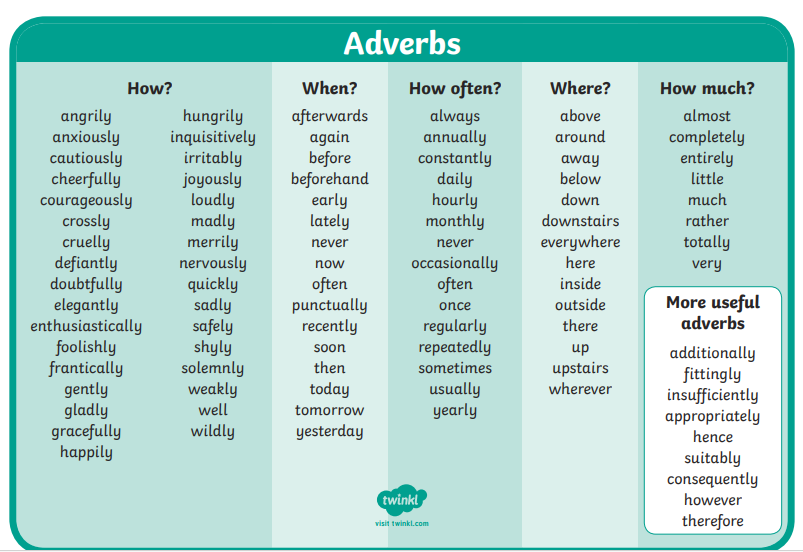 Adverbs
How?
angrily
anxiously
cautiously
cheerfully
courageously
crossly
cruelly
defiantly
doubtfully
elegantly
enthusiastically
foolishly
frantically
gently
gladly
gracefully
happily
hungrily
inquisitively
irritably
joyously
loudly
madly
merrily
nervously
quickly
sadly
safely
shyly
solemnly
weakly
well
wildly
When?
afterwards
again
before
beforehand
early
lately
never
now
often
punctually
recently
soon
then
today
tomorrow
yesterday
How often?
always
annually
constantly
daily
hourly
monthly
never
occasionally
often
once
regularly
repeatedly
sometimes
usually
yearly
Where?
above
around
away
below
down
downstairs
everywhere
here
inside
outside
there
up
upstairs
wherever
How much?
almost
completely
entirely
little
much
rather
totally
very
More useful
adverbs
additionally
fittingly
insufficiently
appropriately
hence
suitably
consequently
however
therefore
twinkl
visit twinkl.com